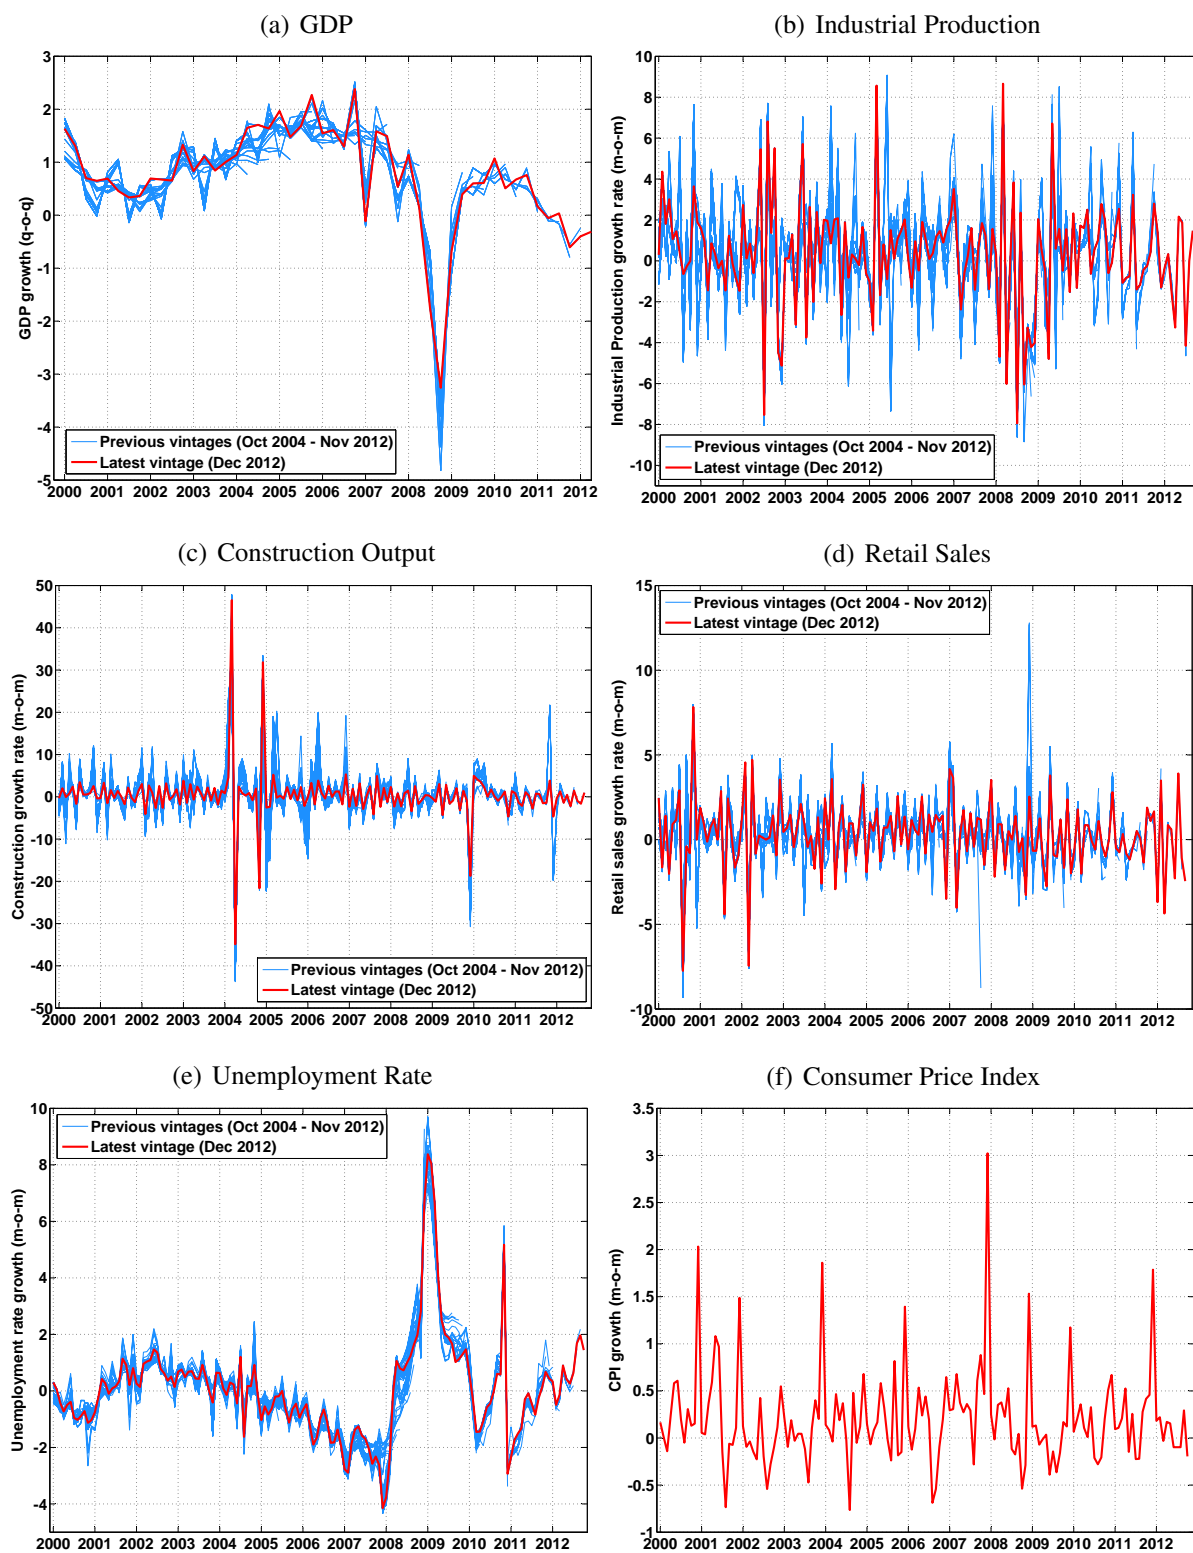 (a) GDP
GDP growth (q-o-q)
3
2
1
0
-1
-2
-3
-4
-5
2000 2001 2002 2003 2004 2005 2006 2007 2008 2009 2010 2011 2012
Previous vintages (Oct 2004 - Nov 2012)
Latest vintage (Dec 2012)
(b) Industrial Production
Industrial Production growth rate (m-o-m)
10
8
6
4
2
0
-2
-4
-6
-8
-10
2000 2001 2002 2003 2004 2005 2006 2007 2008 2009 2010 2011 2012
Previous vintages (Oct 2004 - Nov 2012)
Latest vintage (Dec 2012)
(c) Construction Output
Construction growth rate (m-o-m)
50
40
30
20
10
0
-10
-20
-30
-40
-50
2000 2001 2002 2003 2004 2005 2006 2007 2008 2009 2010 2011 2012
Previous vintages (Oct 2004 - Nov 2012)
Latest vintage (Dec 2012)
(d) Retail Sales
Retail sales growth rate (m-o-m)
15
10
5
0
-5
-10
2000 2001 2002 2003 2004 2005 2006 2007 2008 2009 2010 2011 2012
Previous vintages (Oct 2004 - Nov 2012)
Latest vintage (Dec 2012)
(e) Unemployment Rate
Unemployment rate growth (m-o-m)
10
8
6
4
2
0
-2
-4
2000 2001 2002 2003 2004 2005 2006 2007 2008 2009 2010 2011 2012
Previous vintages (Oct 2004 - Nov 2012)
Latest vintage (Dec 2012)
(f) Consumer Price Index
CPI growth (m-o-m)
3.5
3
2.5
2
1.5
1
0.5
0
-0.5
-1
2000 2001 2002 2003 2004 2005 2006 2007 2008 2009 2010 2011 2012